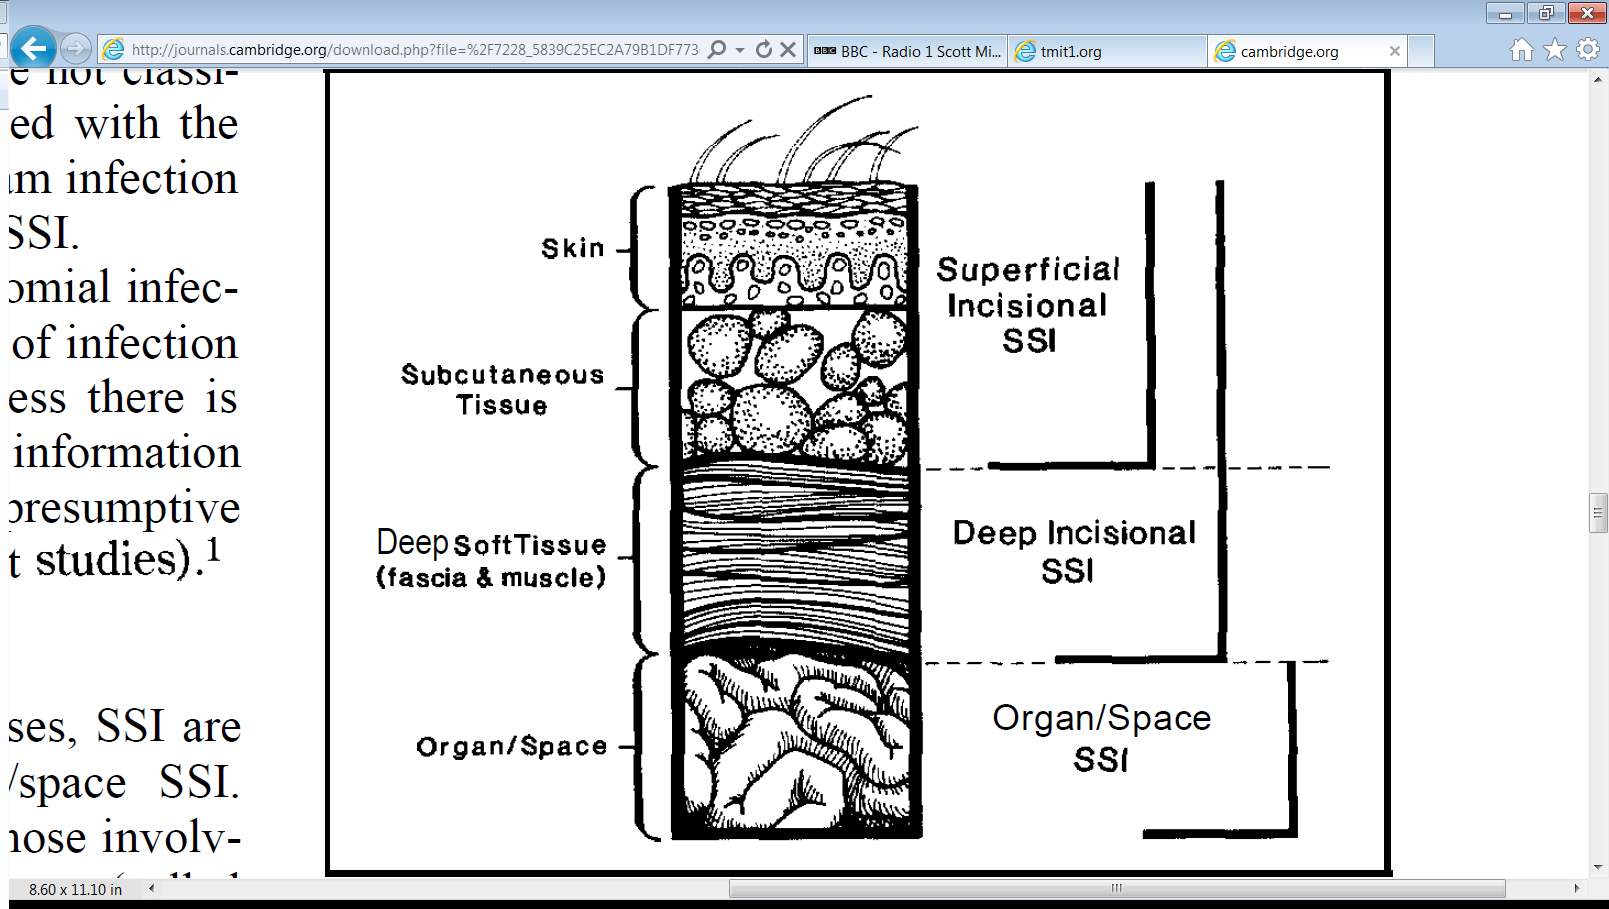 http://journals.cambridge.org/download.php?file=%2F7228_5839C25EC2A79B1DF773
BBC BBC - Radio 1 Scott Mi...
tmit1.org
cambridge.org
not classi-
ed with the
infection
SSI.
omial infec-
of infection
ess there is
information
presumptive
t studies).¹
ses, SSI are
/space SSI.
nose involv-
Skin
Subcutaneous
Tissue
Deep Soft Tissue
(fascia & muscle)
Organ/Space
Superficial
Incisional
SSI
Deep Incisional
SSI
Organ/Space
SSI
8.60 x 11.10 in